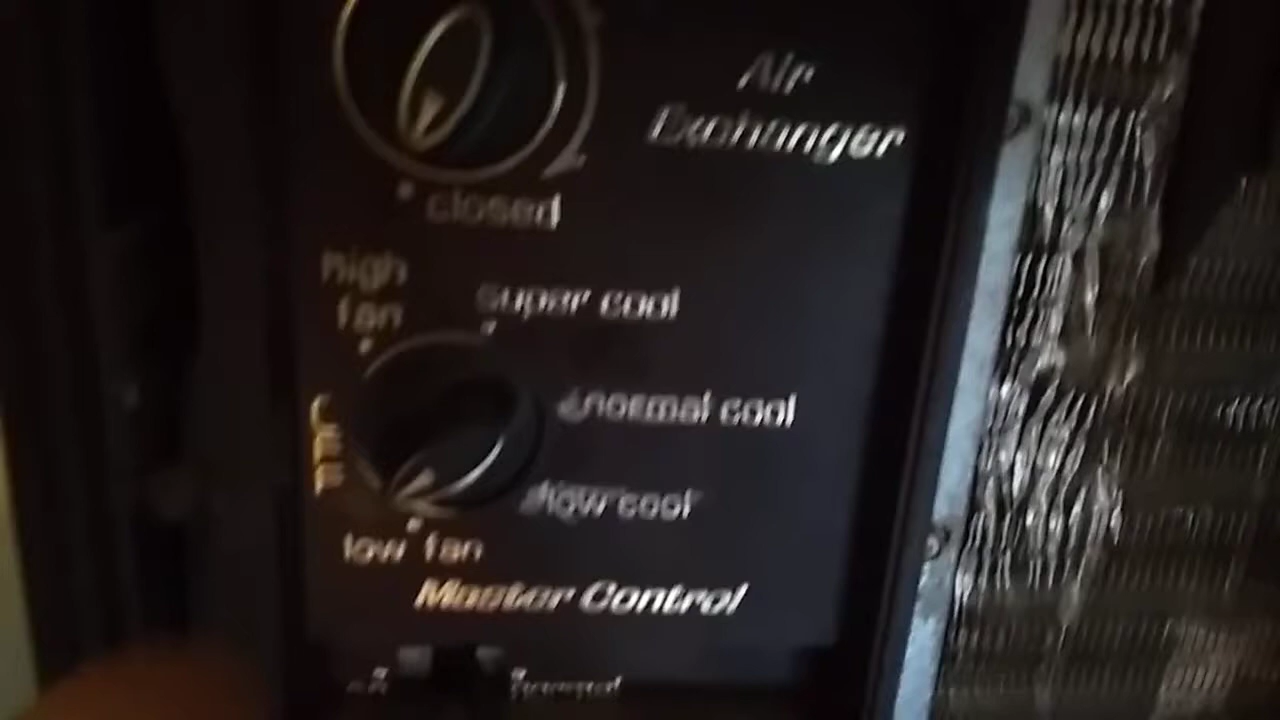 Air
Exchanger
closed
high
fan
super cool
normal cool
low cool
low fan
Master Control